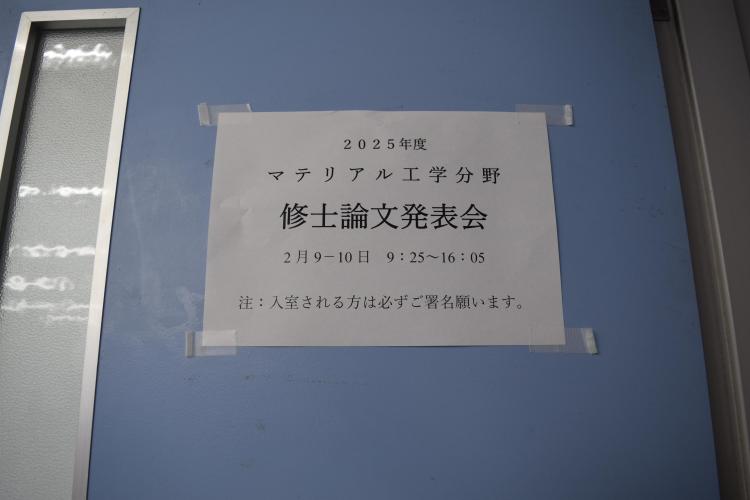 ２０２５年度
マテリアル工学分野
修士論文発表会
2月9－10日　9：25～16：05
注：入室される方は必ずご署名願います。